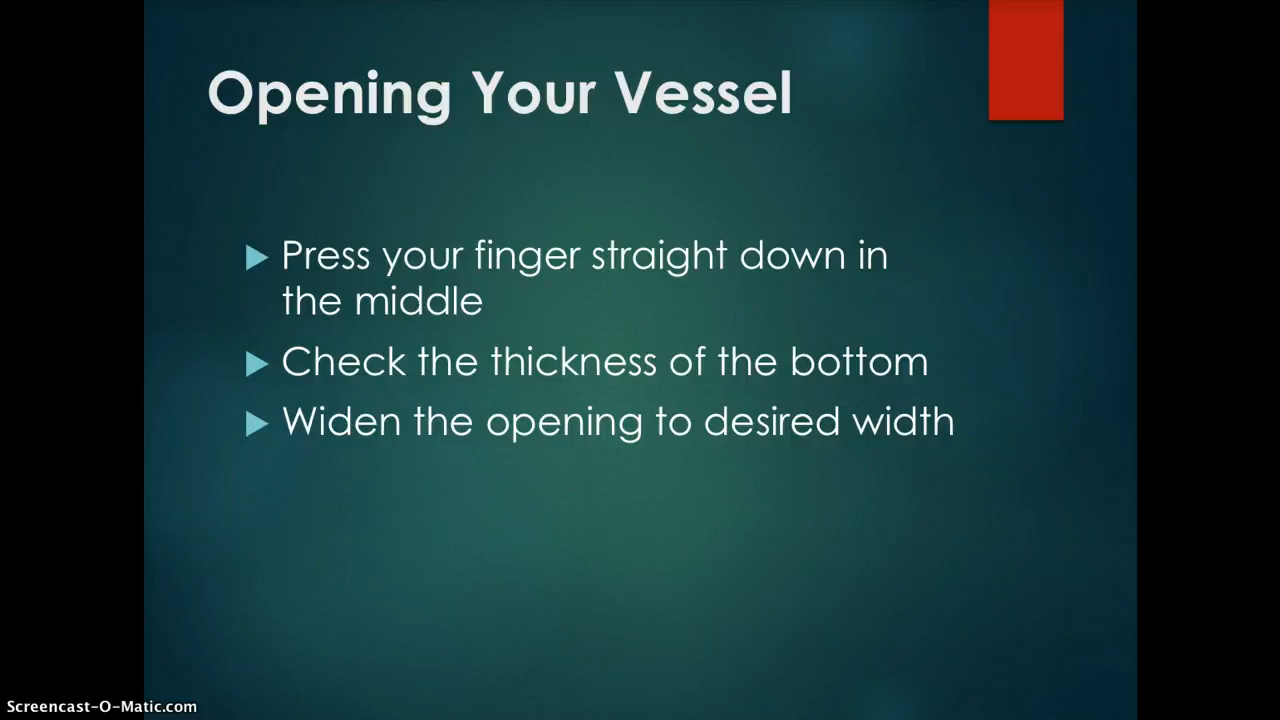 Opening Your Vessel
Press your finger straight down in
the middle
Check the thickness of the bottom
Widen the opening to desired width
Screencast-O-Matic.com